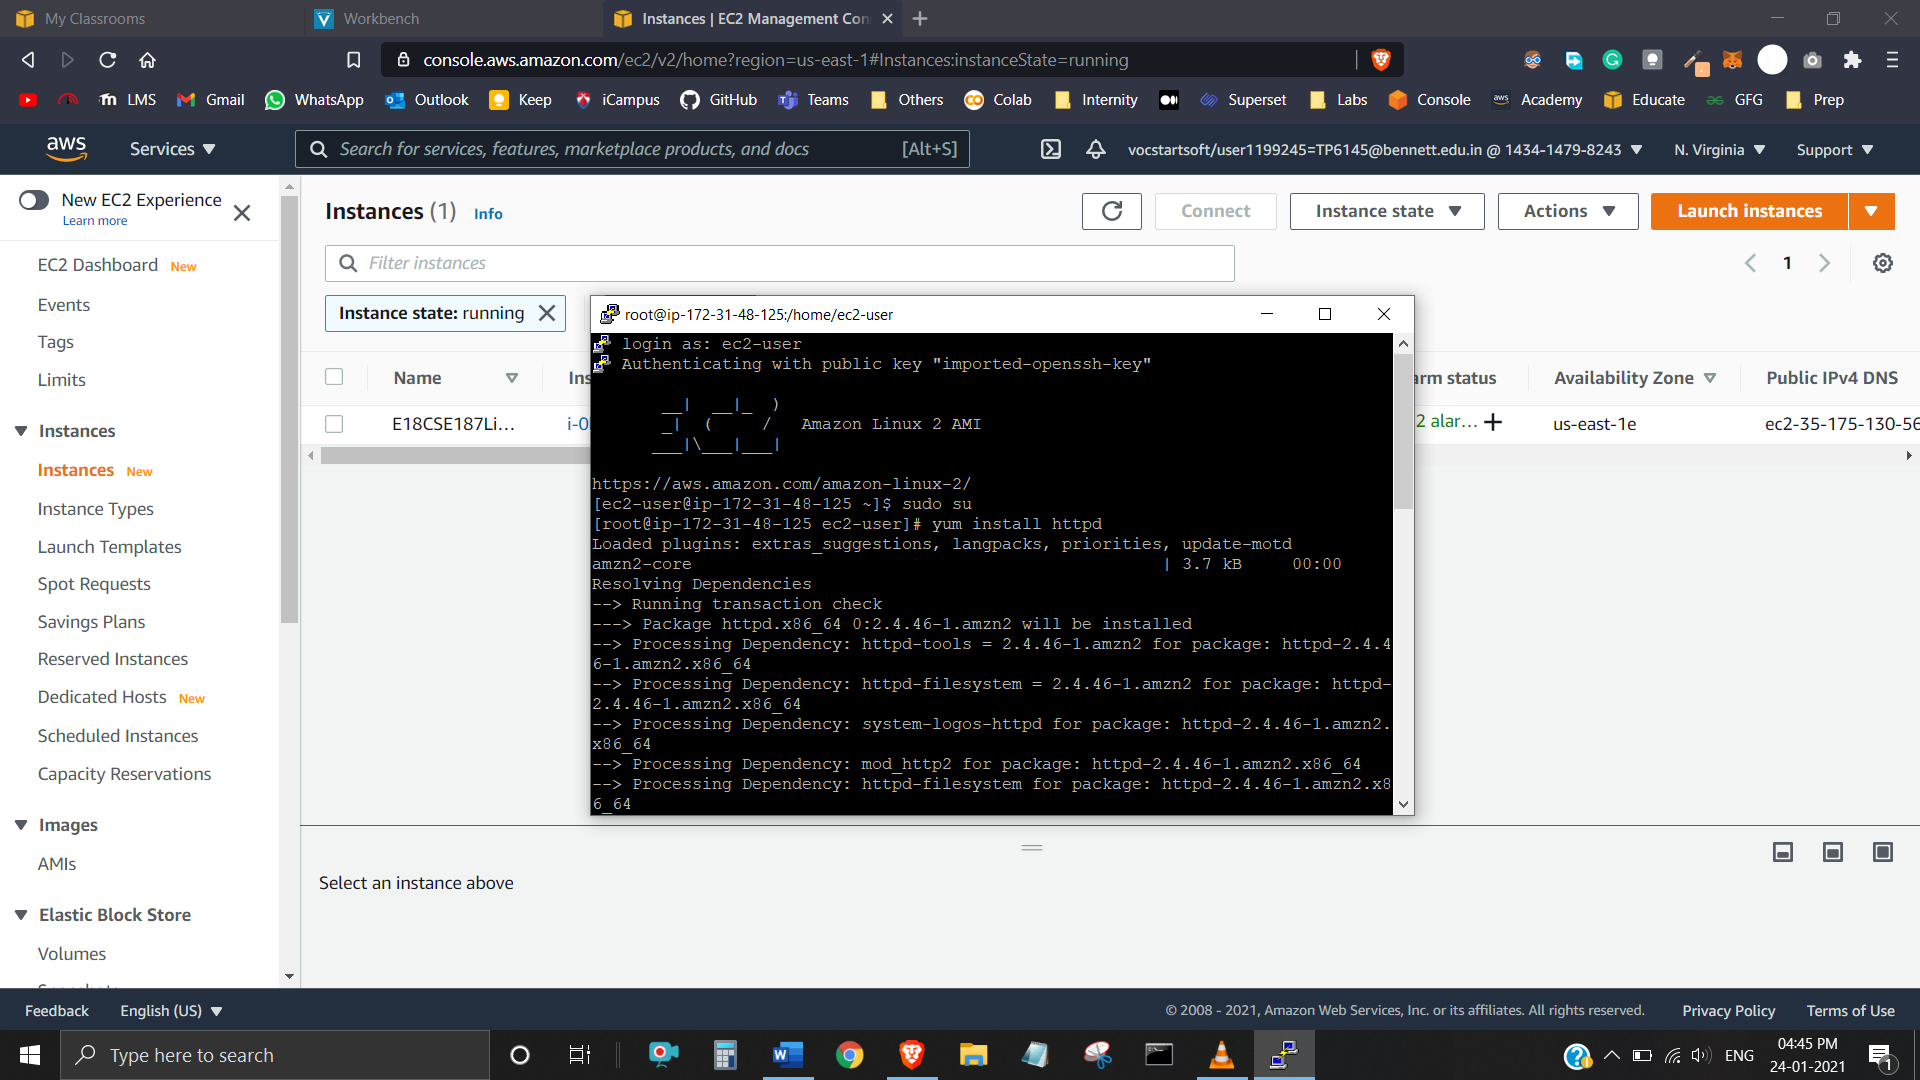 My Classrooms
Workbench
Instances | EC2 Management Con
console.aws.amazon.com/ec2/v2/home?region=us-east-1#Instances:instanceState=running
LMS Gmail WhatsApp Outlook Keep iCampus GitHub Teams Others Colab Internity Superset Labs Console aws Academy Educate GFG Prep
aws Services Search for services, features, marketplace products, and docs [Alt+S] vocstartsoft/user1199245=TP6145@bennett.edu.in @ 1434-1479-8243 N. Virginia Support
New EC2 Experience
Learn more
EC2 Dashboard New
Events
Tags
Limits
Instances
Instances New
Instance Types
Launch Templates
Spot Requests
Savings Plans
Reserved Instances
Dedicated Hosts New
Scheduled Instances
Capacity Reservations
Images
AMIs
Elastic Block Store
Volumes
Instances (1) Info
Connect Instance state Actions Launch instances
Filter instances
1
Instance state: running
Name Ins arm status Availability Zone Public IPv4 DNS
E18CSE187Li... i-0 2 alar... us-east-1e ec2-35-175-130-56
root@ip-172-31-48-125:/home/ec2-user
login as: ec2-user
Authenticating with public key "imported-openssh-key"
__| __|_ )
_| ( / Amazon Linux 2 AMI
___|\___|___|
https://aws.amazon.com/amazon-linux-2/
[ec2-user@ip-172-31-48-125 ~]$ sudo su
[root@ip-172-31-48-125 ec2-user]# yum install httpd
Loaded plugins: extras_suggestions, langpacks, priorities, update-motd
amzn2-core | 3.7 kB 00:00
Resolving Dependencies
--> Running transaction check
---> Package httpd.x86_64 0:2.4.46-1.amzn2 will be installed
--> Processing Dependency: httpd-tools = 2.4.46-1.amzn2 for package: httpd-2.4.4
6-1.amzn2.x86_64
--> Processing Dependency: httpd-filesystem = 2.4.46-1.amzn2 for package: httpd-
2.4.46-1.amzn2.x86_64
--> Processing Dependency: system-logos-httpd for package: httpd-2.4.46-1.amzn2.
x86_64
--> Processing Dependency: mod_http2 for package: httpd-2.4.46-1.amzn2.x86_64
--> Processing Dependency: httpd-filesystem for package: httpd-2.4.46-1.amzn2.x8
6_64
Select an instance above
Feedback English (US) © 2008 - 2021, Amazon Web Services, Inc. or its affiliates. All rights reserved. Privacy Policy Terms of Use
Type here to search
ENG
04:45 PM
24-01-2021
1